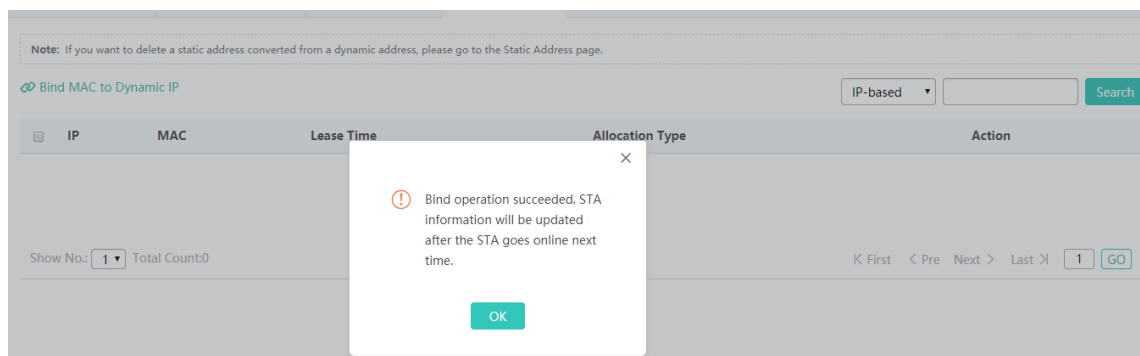 Note: If you want to delete a static address converted from a dynamic address, please go to the Static Address page.
Bind MAC to Dynamic IP
IP-based
Search
IP MAC Lease Time Allocation Type Action
Bind operation succeeded. STA
information will be updated
after the STA goes online next
time.
OK
Show No.: 1 Total Count:0
First Pre Next Last 1 GO